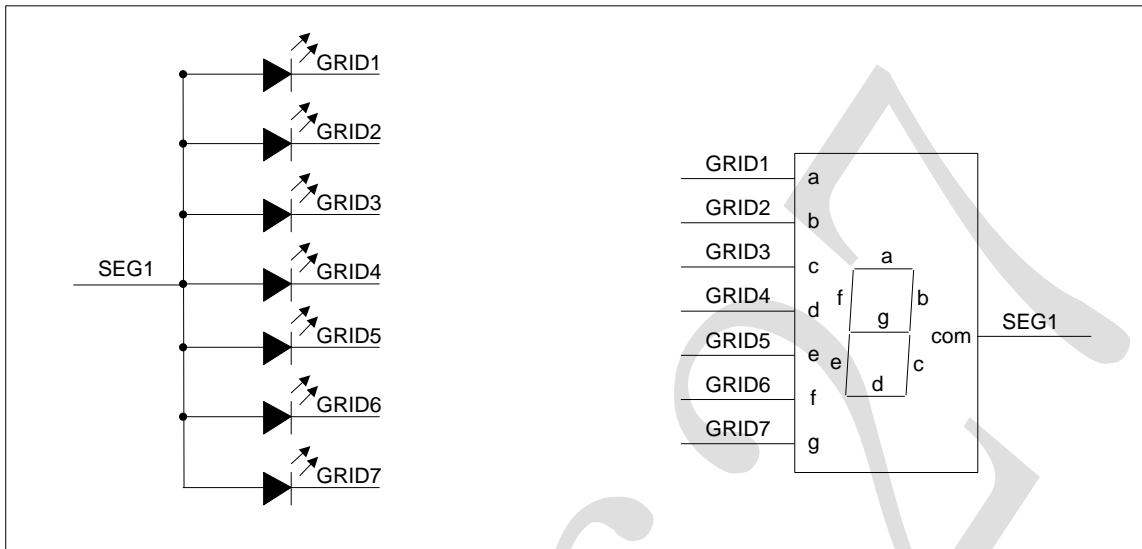 GRID1
GRID2
GRID3
SEG1
GRID4
GRID5
GRID6
GRID7
GRID1
a
GRID2
b
GRID3
c
GRID4
d
GRID5
e
GRID6
f
GRID7
g
a
f
b
g
e
c
d
com
SEG1